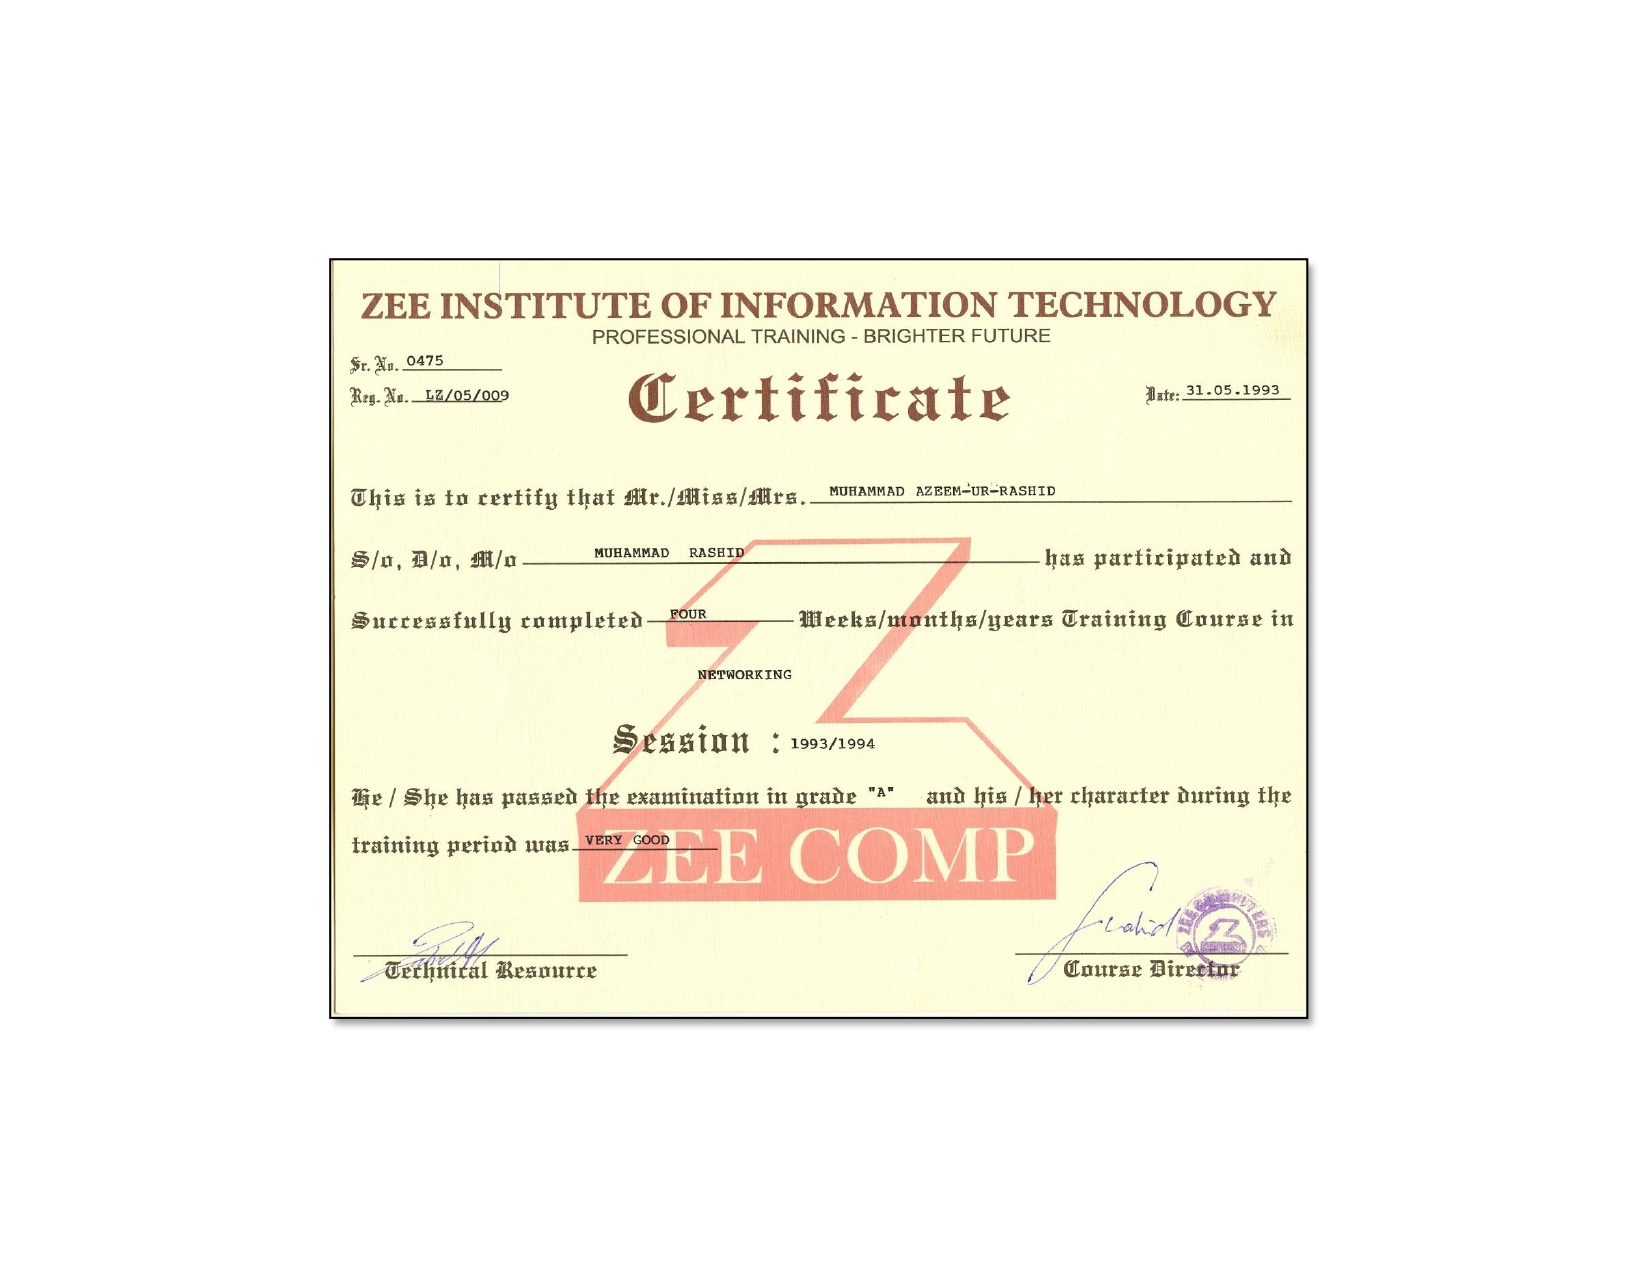 ZEE INSTITUTE OF INFORMATION TECHNOLOGY
PROFESSIONAL TRAINING - BRIGHTER FUTURE
Sr. No. 0475
Reg. No. LZ/05/009
Certificate
Date: 31.05.1993
This is to certify that Mr./Miss/Mrs. MUHAMMAD AZEEM-UR-RASHID
S/o, D/o, M/o MUHAMMAD RASHID has participated and
Successfully completed FOUR Weeks/months/years Training Course in
NETWORKING
Session : 1993/1994
He / She has passed the examination in grade "A" and his / her character during the
training period was VERY GOOD
ZEE COMP
ZEE COMPUTERS
Technical Resource
Course Director